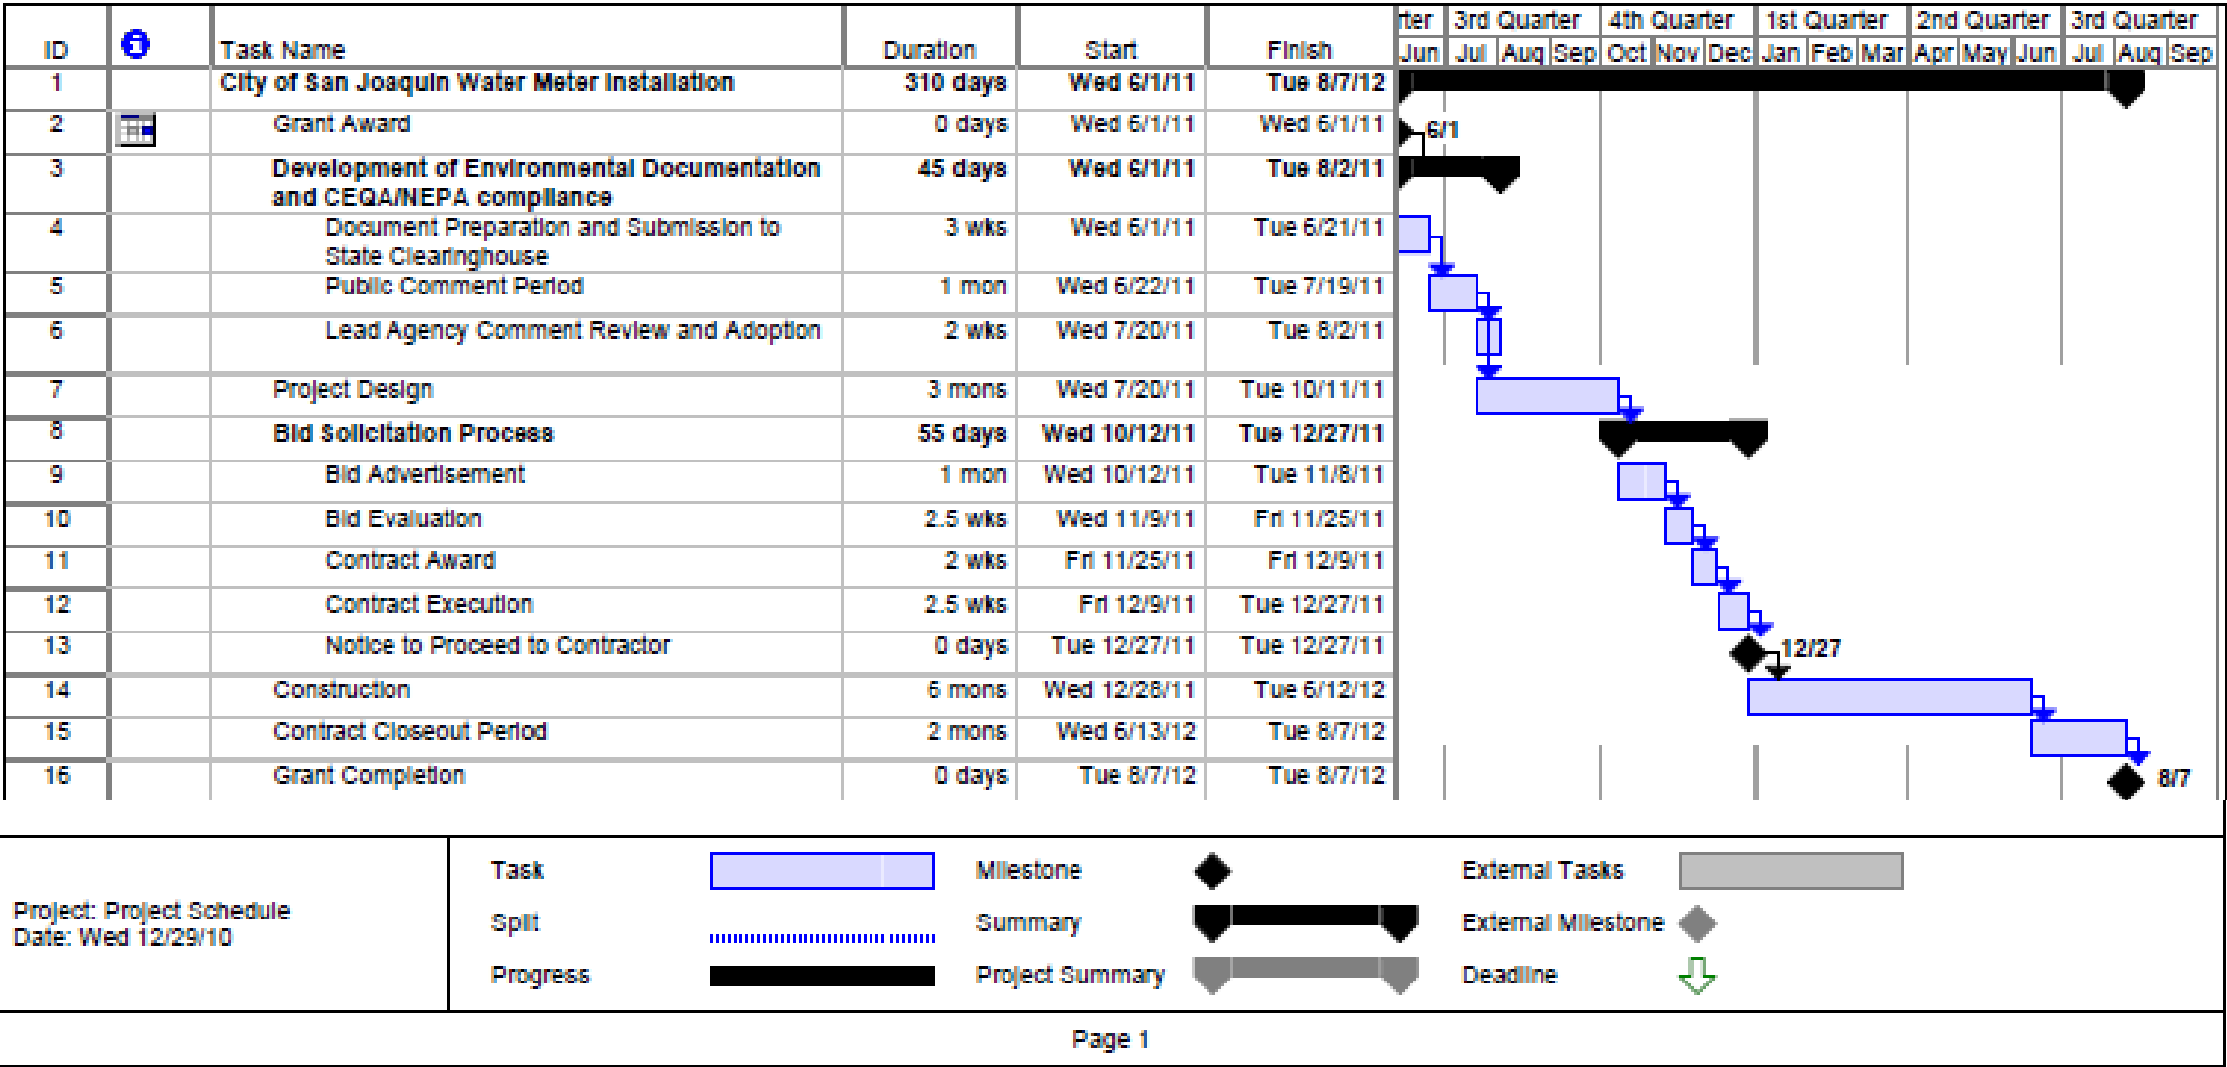 rter 3rd Quarter 4th Quarter 1st Quarter 2nd Quarter 3rd Quarter
ID Task Name Duration Start Finish Jun Jul Aug Sep Oct Nov Dec Jan Feb Mar Apr May Jun Jul Aug Sep
1 City of San Joaquin Water Meter Installation 310 days Wed 6/1/11 Tue 8/7/12
2 Grant Award 0 days Wed 6/1/11 Wed 6/1/11 6/1
3 Development of Environmental Documentation 45 days Wed 6/1/11 Tue 8/2/11
and CEQA/NEPA compliance
4 Document Preparation and Submission to 3 wks Wed 6/1/11 Tue 6/21/11
State Clearinghouse
5 Public Comment Period 1 mon Wed 6/22/11 Tue 7/19/11
6 Lead Agency Comment Review and Adoption 2 wks Wed 7/20/11 Tue 8/2/11
7 Project Design 3 mons Wed 7/20/11 Tue 10/11/11
8 Bid Solicitation Process 55 days Wed 10/12/11 Tue 12/27/11
9 Bid Advertisement 1 mon Wed 10/12/11 Tue 11/8/11
10 Bid Evaluation 2.5 wks Wed 11/9/11 Fri 11/25/11
11 Contract Award 2 wks Fri 11/25/11 Fri 12/9/11
12 Contract Execution 2.5 wks Fri 12/9/11 Tue 12/27/11
13 Notice to Proceed to Contractor 0 days Tue 12/27/11 Tue 12/27/11 12/27
14 Construction 6 mons Wed 12/28/11 Tue 6/12/12
15 Contract Closeout Period 2 mons Wed 6/13/12 Tue 8/7/12
16 Grant Completion 0 days Tue 8/7/12 Tue 8/7/12 8/7
Project: Project Schedule
Date: Wed 12/29/10
Task Milestone External Tasks
Split Summary External Milestone
Progress Project Summary Deadline
Page 1